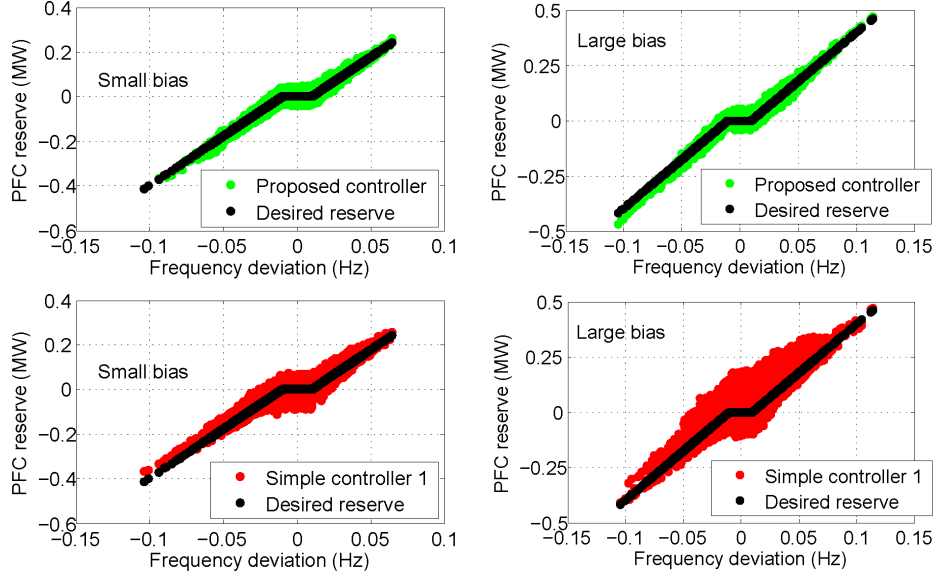 0.4
0.2
0
−0.2
−0.4
−0.6
PFC reserve (MW)
Small bias
Proposed controller
Desired reserve
−0.15 −0.1 −0.05 0 0.05 0.1
Frequency deviation (Hz)
0.5
0.25
0
−0.25
−0.5
PFC reserve (MW)
Large bias
Proposed controller
Desired reserve
−0.15 −0.1 −0.05 0 0.05 0.1 0.15
Frequency deviation (Hz)
0.4
0.2
0
−0.2
−0.4
−0.6
PFC reserve (MW)
Small bias
Simple controller 1
Desired reserve
−0.15 −0.1 −0.05 0 0.05 0.1
Frequency deviation (Hz)
0.5
0.25
0
−0.25
−0.5
PFC reserve (MW)
Large bias
Simple controller 1
Desired reserve
−0.15 −0.1 −0.05 0 0.05 0.1 0.15
Frequency deviation (Hz)